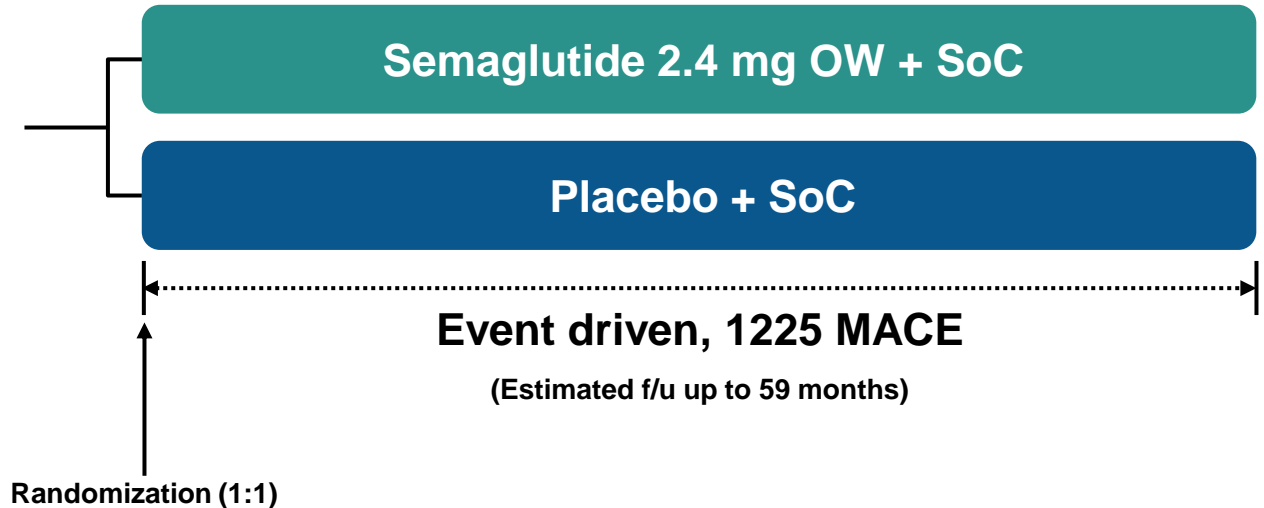 Semaglutide 2.4 mg OW + SoC
Placebo + SoC
Event driven, 1225 MACE
(Estimated f/u up to 59 months)
Randomization (1:1)